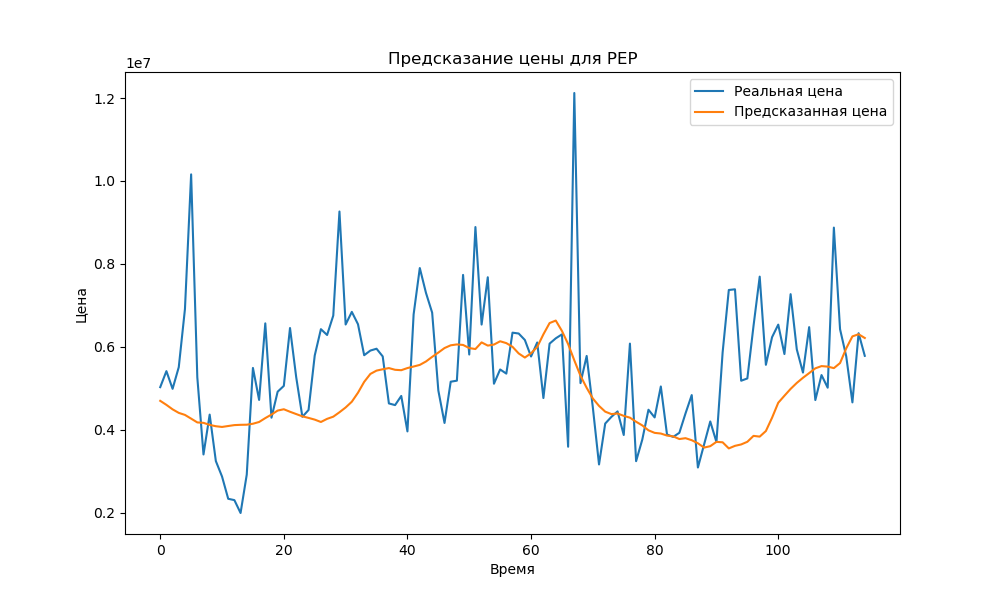 Предсказание цены для PEP
1e7
Реальная цена
Предсказанная цена
1.2
1.0
0.8
0.6
0.4
0.2
Цена
0 20 40 60 80 100
Время